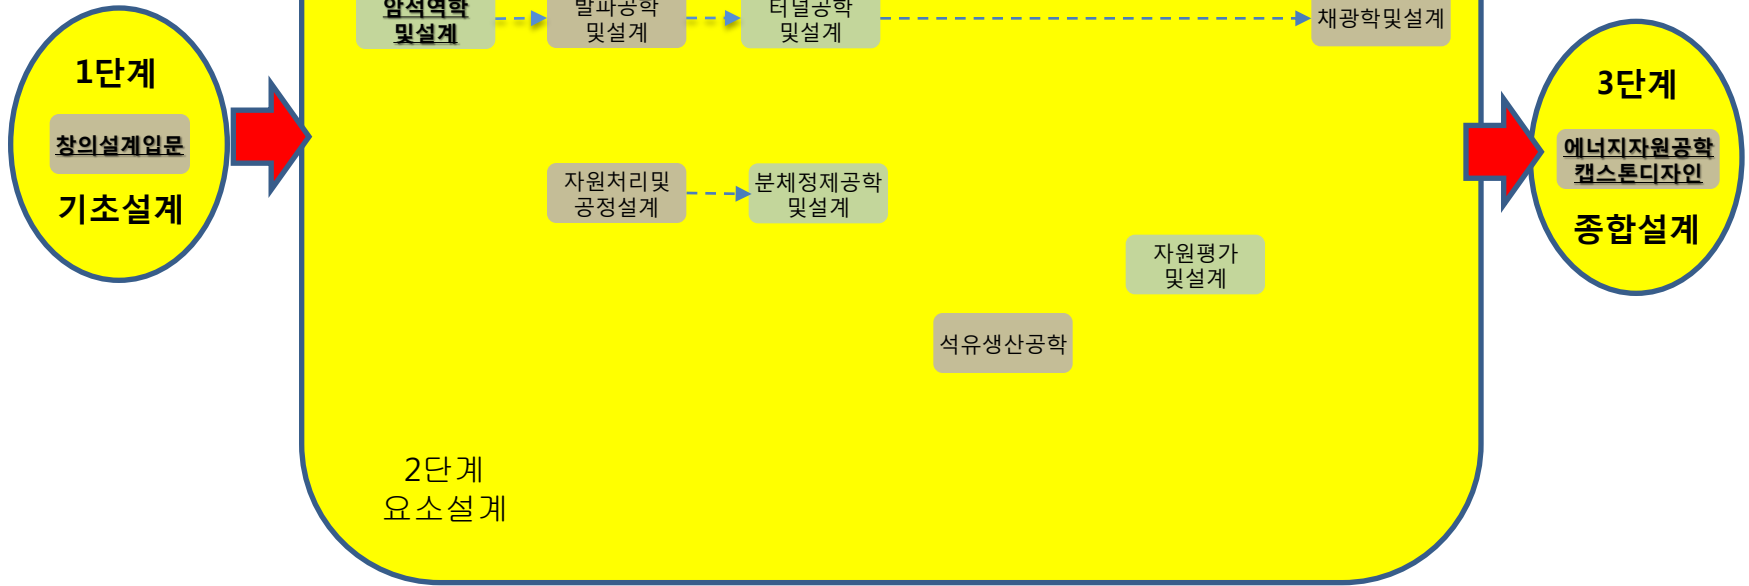 1단계
창의설계입문
기초설계
암석역학
및설계
발파공학
및설계
터널공학
및설계
채광학및설계
자원처리및
공정설계
분체정제공학
및설계
자원평가
및설계
석유생산공학
2단계
요소설계
3단계
에너지자원공학
캡스톤디자인
종합설계